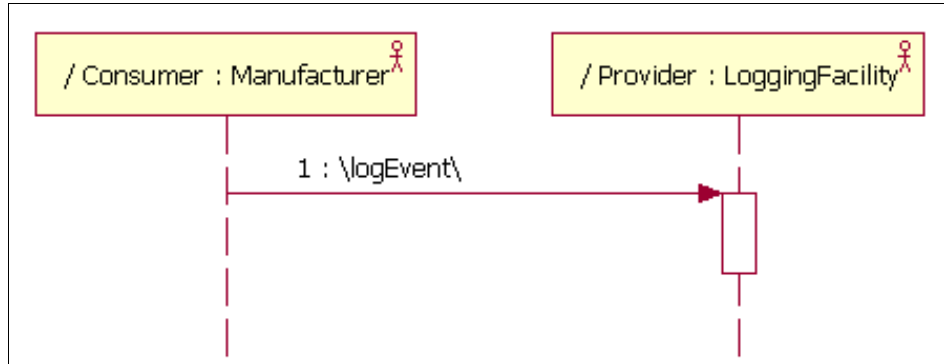 / Consumer : Manufacturer
/ Provider : LoggingFacility
1 : \logEvent\